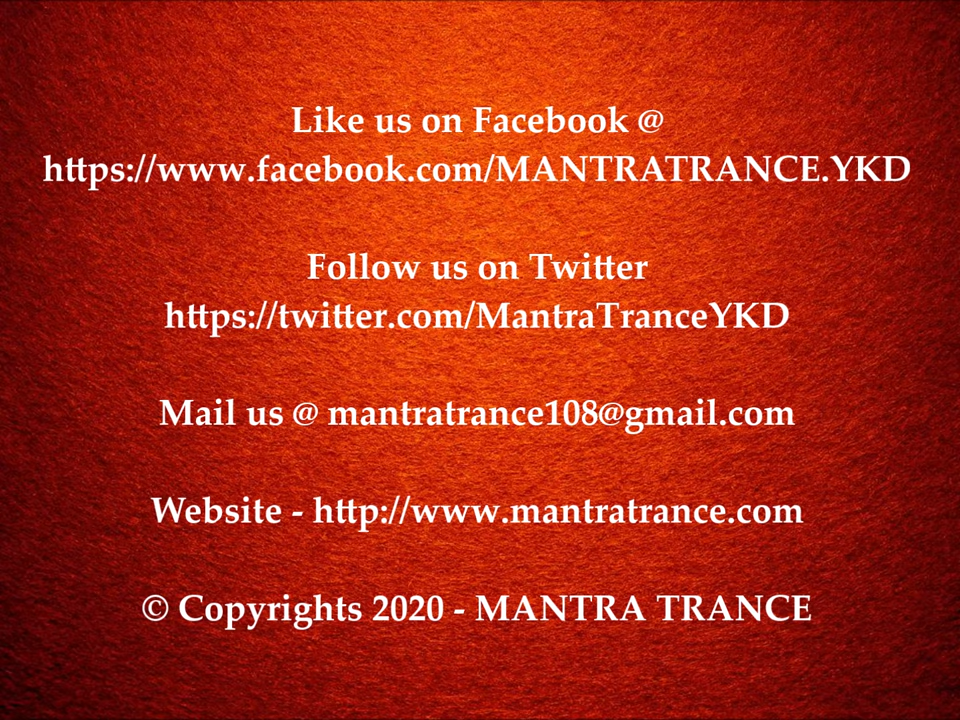 Like us on Facebook @
https://www.facebook.com/MANTRATRANCE.YKD
Follow us on Twitter
https://twitter.com/MantraTranceYKD
Mail us @ mantratrance108@gmail.com
Website - http://www.mantratrance.com
© Copyrights 2020 - MANTRA TRANCE